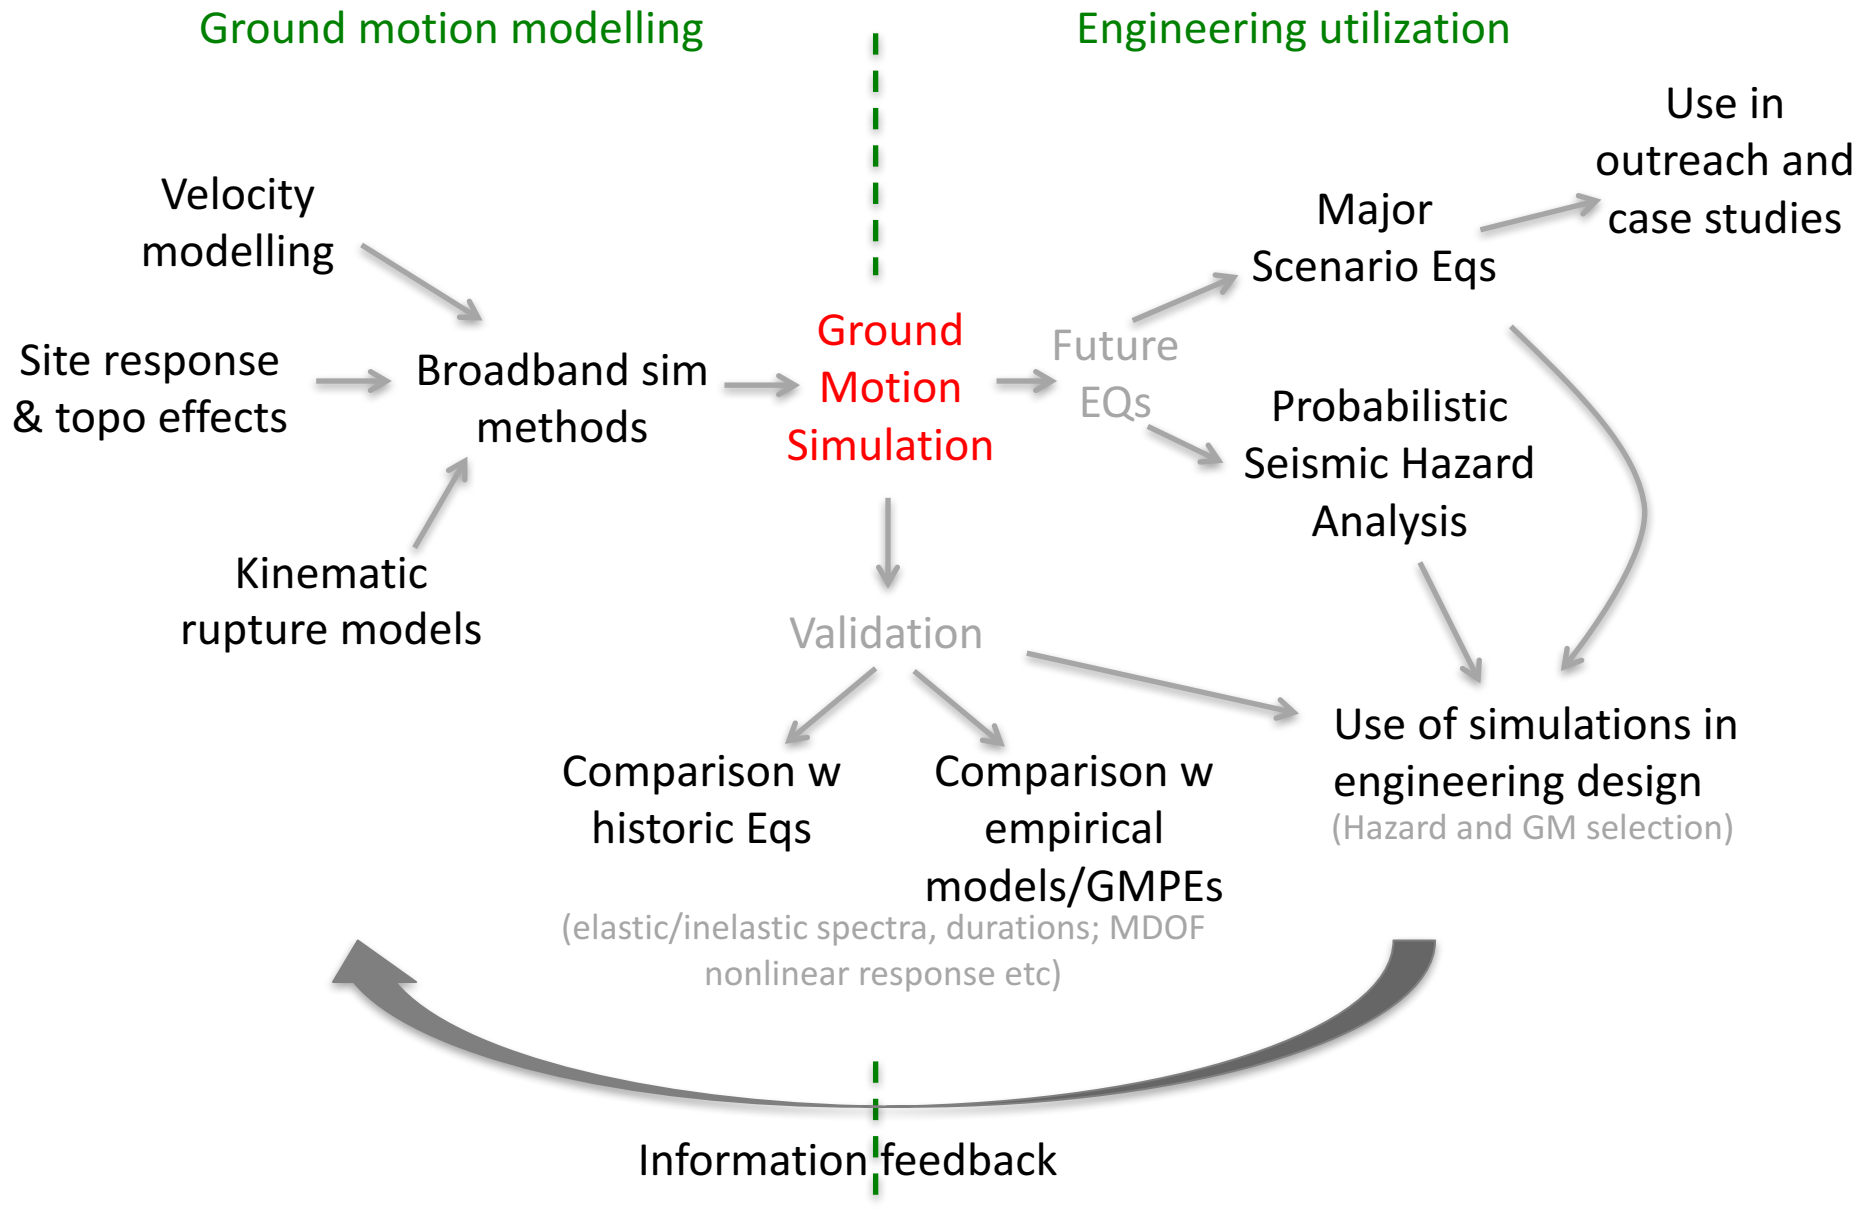 Ground motion modelling
Engineering utilization
Use in
outreach and
case studies
Velocity
modelling
Major
Scenario Eqs
Site response
& topo effects
Broadband sim
methods
Ground
Motion
Simulation
Future
EQs
Probabilistic
Seismic Hazard
Analysis
Kinematic
rupture models
Validation
Comparison w
historic Eqs
Comparison w
empirical
models/GMPEs
(elastic/inelastic spectra, durations; MDOF
nonlinear response etc)
Use of simulations in
engineering design
(Hazard and GM selection)
Information feedback